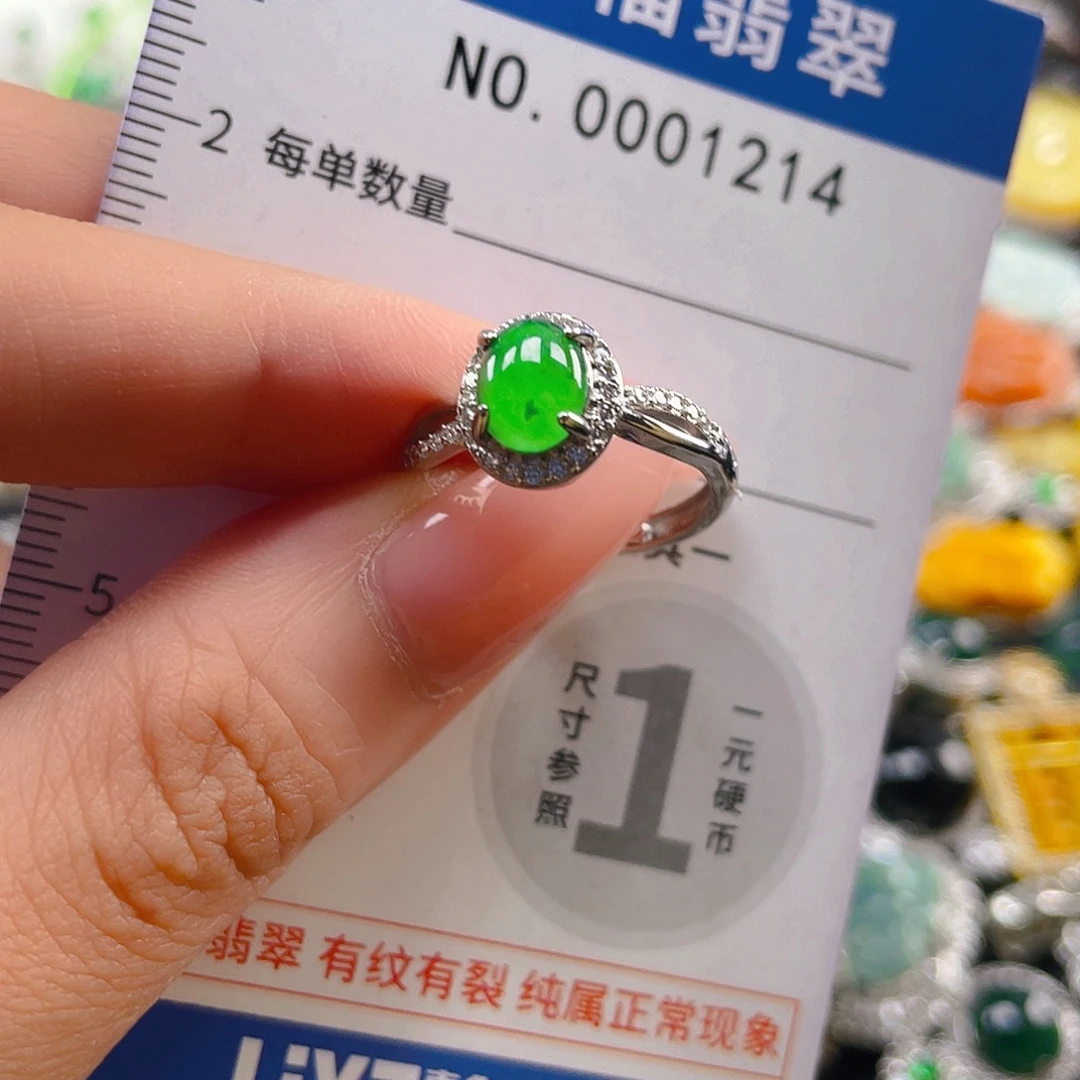 福翡翠
NO. 0001214
2
每单数量
5
尺寸参照
1
一元硬币
翡翠 有纹有裂 纯属正常现象